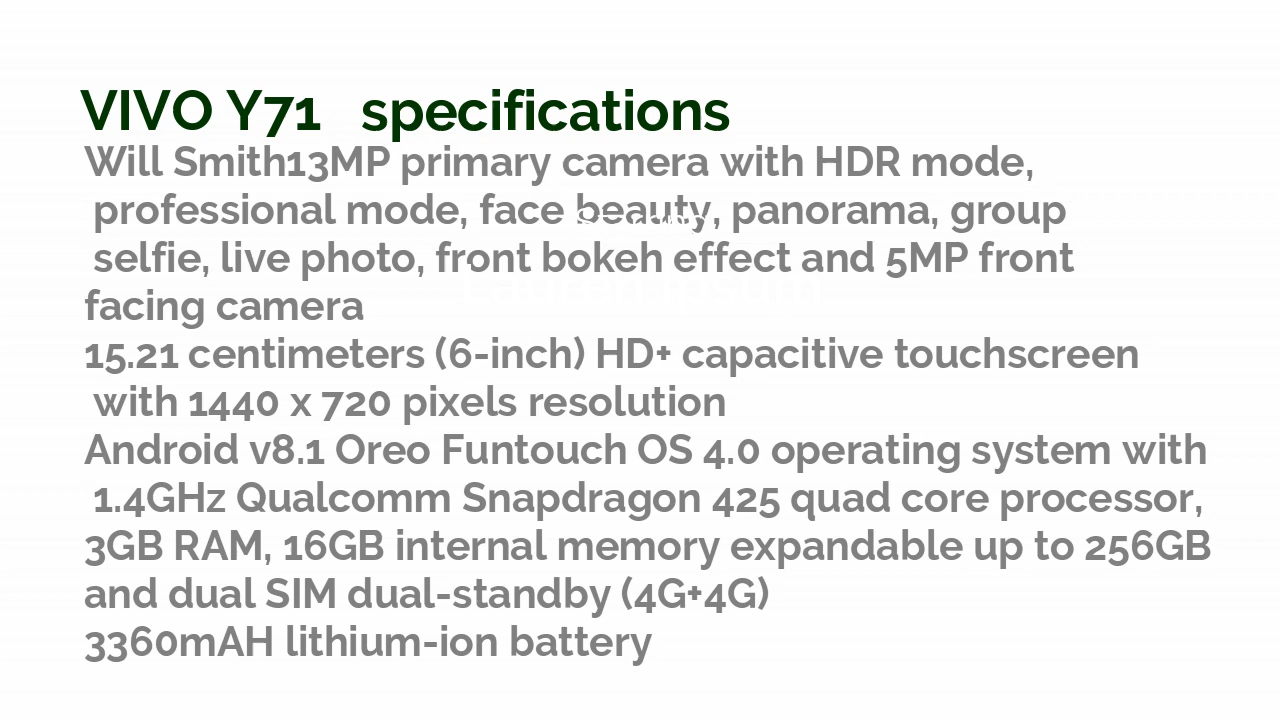 VIVO Y71 specifications
Will Smith13MP primary camera with HDR mode,
professional mode, face beauty, panorama, group
selfie, live photo, front bokeh effect and 5MP front
facing camera
15.21 centimeters (6-inch) HD+ capacitive touchscreen
with 1440 x 720 pixels resolution
Android v8.1 Oreo Funtouch OS 4.0 operating system with
1.4GHz Qualcomm Snapdragon 425 quad core processor,
3GB RAM, 16GB internal memory expandable up to 256GB
and dual SIM dual-standby (4G+4G)
3360mAH lithium-ion battery